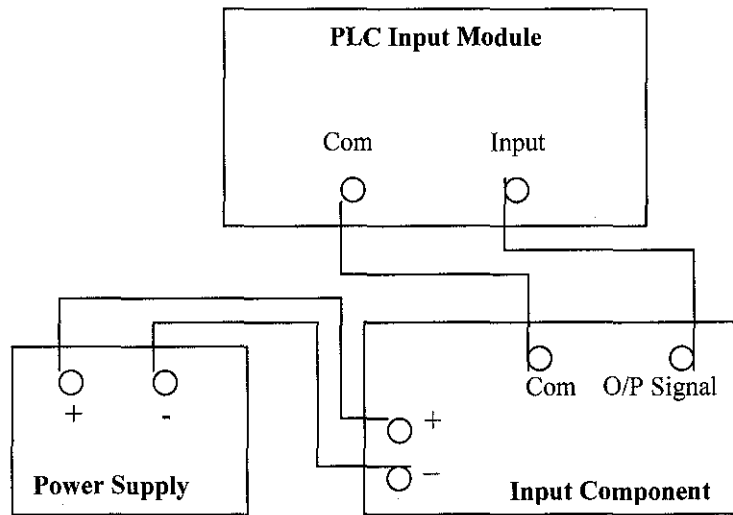 PLC Input Module
Com Input
Com O/P Signal
+ -
+
-
Power Supply
Input Component